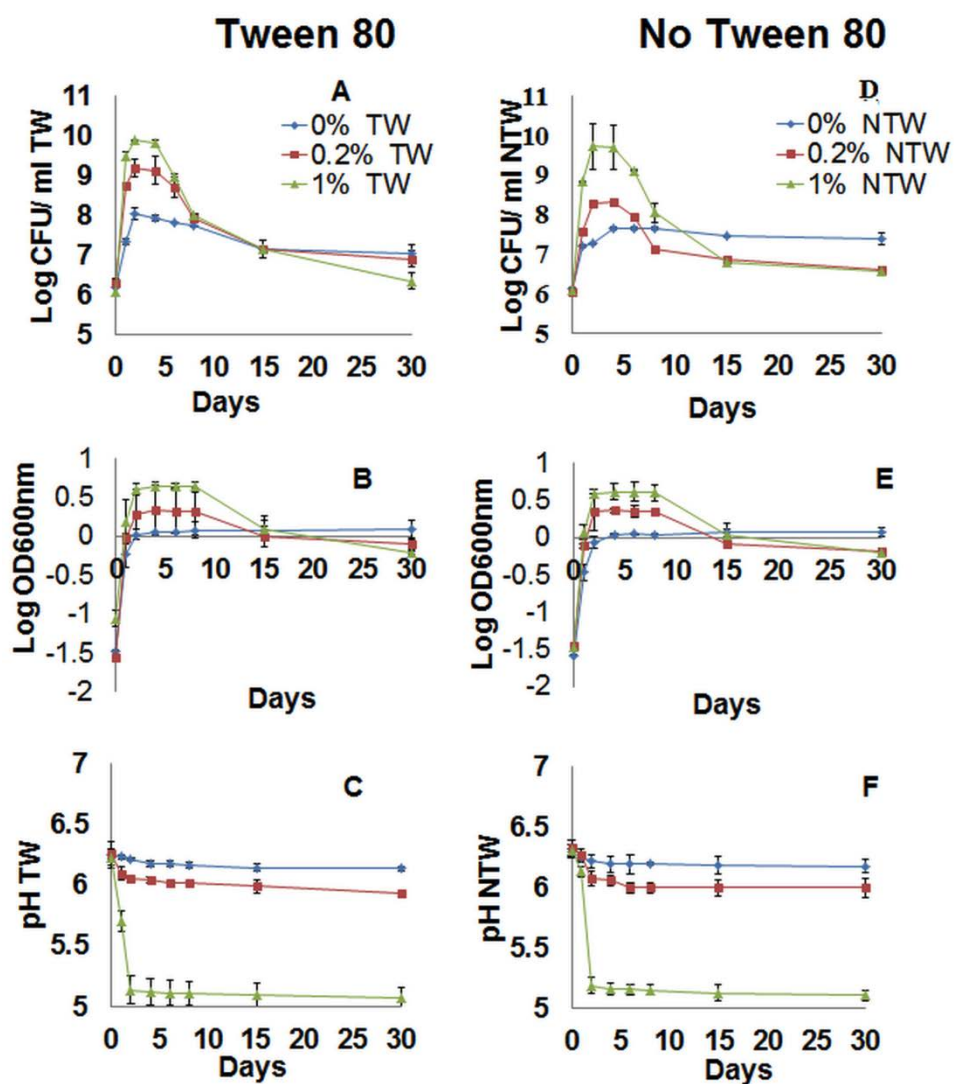 Tween 80
No Tween 80
A
Log CFU/ ml TW
11
10
9
8
7
6
5
0% TW
0.2% TW
1% TW
0 5 10 15 20 25 30
Days
D
Log CFU/ ml NTW
11
10
9
8
7
6
5
0% NTW
0.2% NTW
1% NTW
0 5 10 15 20 25 30
Days
B
Log OD600nm
1
0.5
0
-0.5
-1
-1.5
-2
0 5 10 15 20 25 30
Days
E
Log OD600nm
1
0.5
0
-0.5
-1
-1.5
-2
0 5 10 15 20 25 30
Days
C
pH TW
7
6.5
6
5.5
5
0 5 10 15 20 25 30
Days
F
pH NTW
7
6.5
6
5.5
5
0 5 10 15 20 25 30
Days